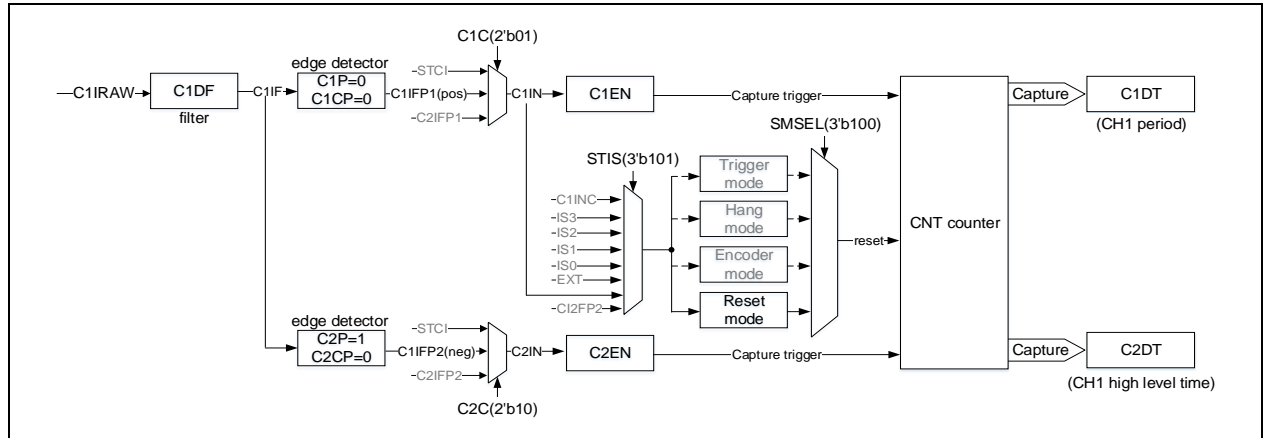 C1C(2'b01)
edge detector
C1IRAW
C1DF
filter
C1IF
C1P=0
C1CP=0
STCI
C1IFP1(pos)
C2IFP1
C1IN
C1EN
Capture trigger
Capture
C1DT
(CH1 period)
SMSEL(3'b100)
STIS(3'b101)
C1INC
IS3
IS2
IS1
IS0
EXT
CI2FP2
Trigger
mode
Hang
mode
Encoder
mode
Reset
mode
reset
CNT counter
edge detector
C2P=1
C2CP=0
STCI
C1IFP2(neg)
C2IFP2
C2IN
C2EN
Capture trigger
Capture
C2DT
(CH1 high level time)
C2C(2'b10)